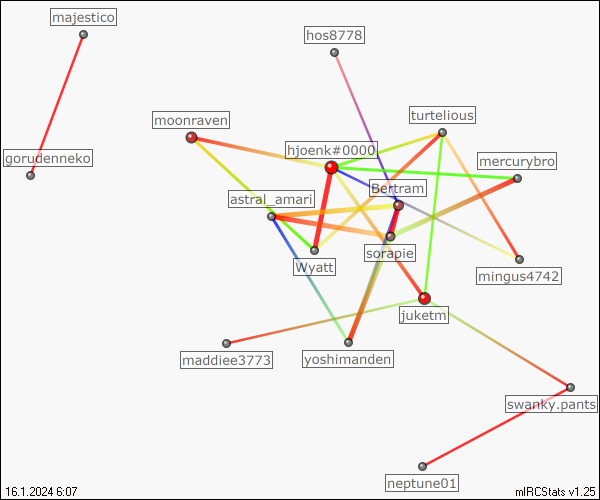 majestico
hos8778
moonraven
turtelious
hjoenk#0000
gorudenneko
mercurybro
Bertram
astral_amari
sorapie
Wyatt
mingus4742
juketm
maddiee3773
yoshimanden
swanky.pants
neptune01
16.1.2024 6:07
mIRCStats v1.25